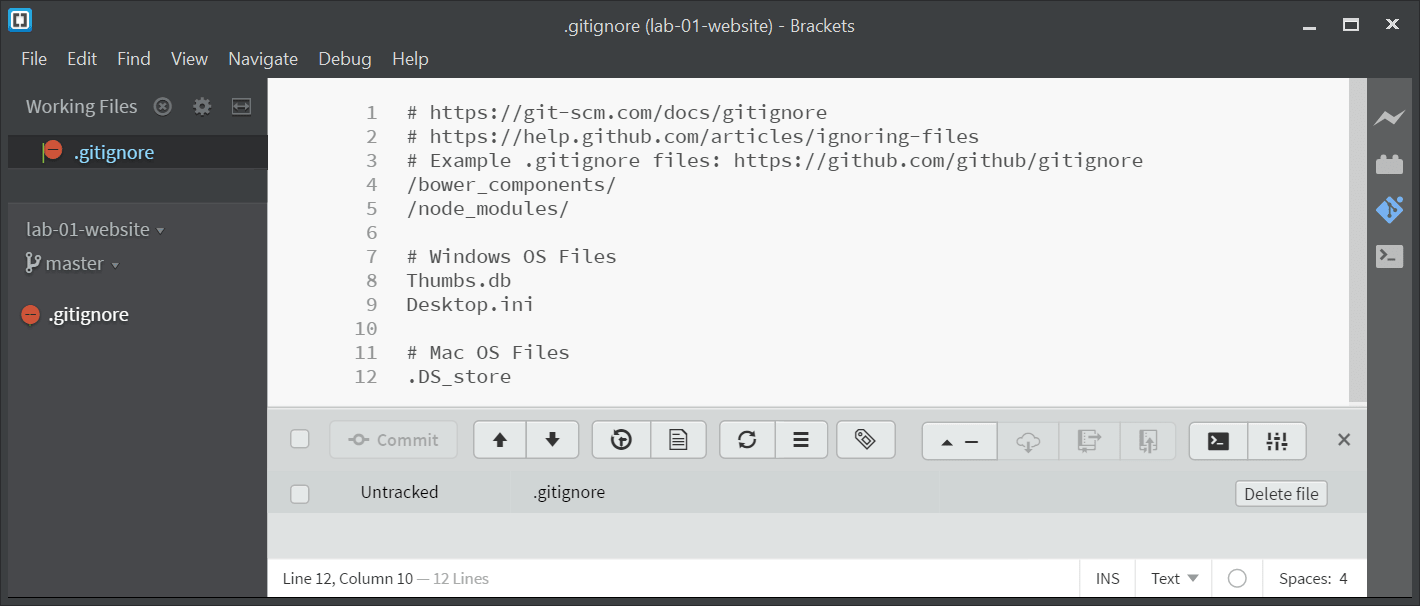 .gitignore (lab-01-website) - Brackets
File Edit Find View Navigate Debug Help
Working Files
.gitignore
lab-01-website
master
.gitignore
1 # https://git-scm.com/docs/gitignore
2 # https://help.github.com/articles/ignoring-files
3 # Example .gitignore files: https://github.com/github/gitignore
4 /bower_components/
5 /node_modules/
6
7 # Windows OS Files
8 Thumbs.db
9 Desktop.ini
10
11 # Mac OS Files
12 .DS_store
Commit
Untracked .gitignore Delete file
Line 12, Column 10 — 12 Lines INS Text Spaces: 4